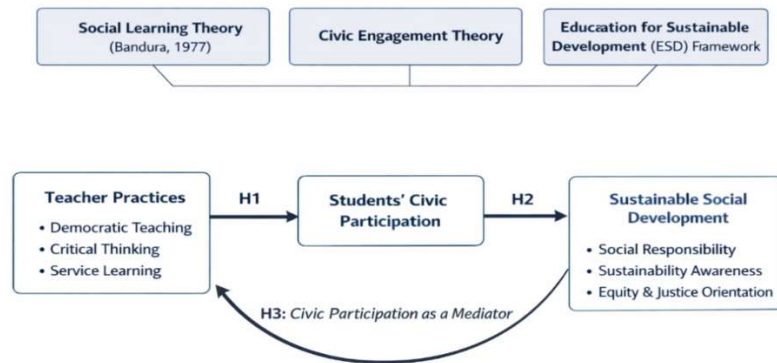 Social Learning Theory
(Bandura, 1977)
Civic Engagement Theory
Education for Sustainable
Development (ESD) Framework
Teacher Practices
• Democratic Teaching
• Critical Thinking
• Service Learning
H1
Students' Civic
Participation
H2
Sustainable Social
Development
• Social Responsibility
• Sustainability Awareness
• Equity & Justice Orientation
H3: Civic Participation as a Mediator